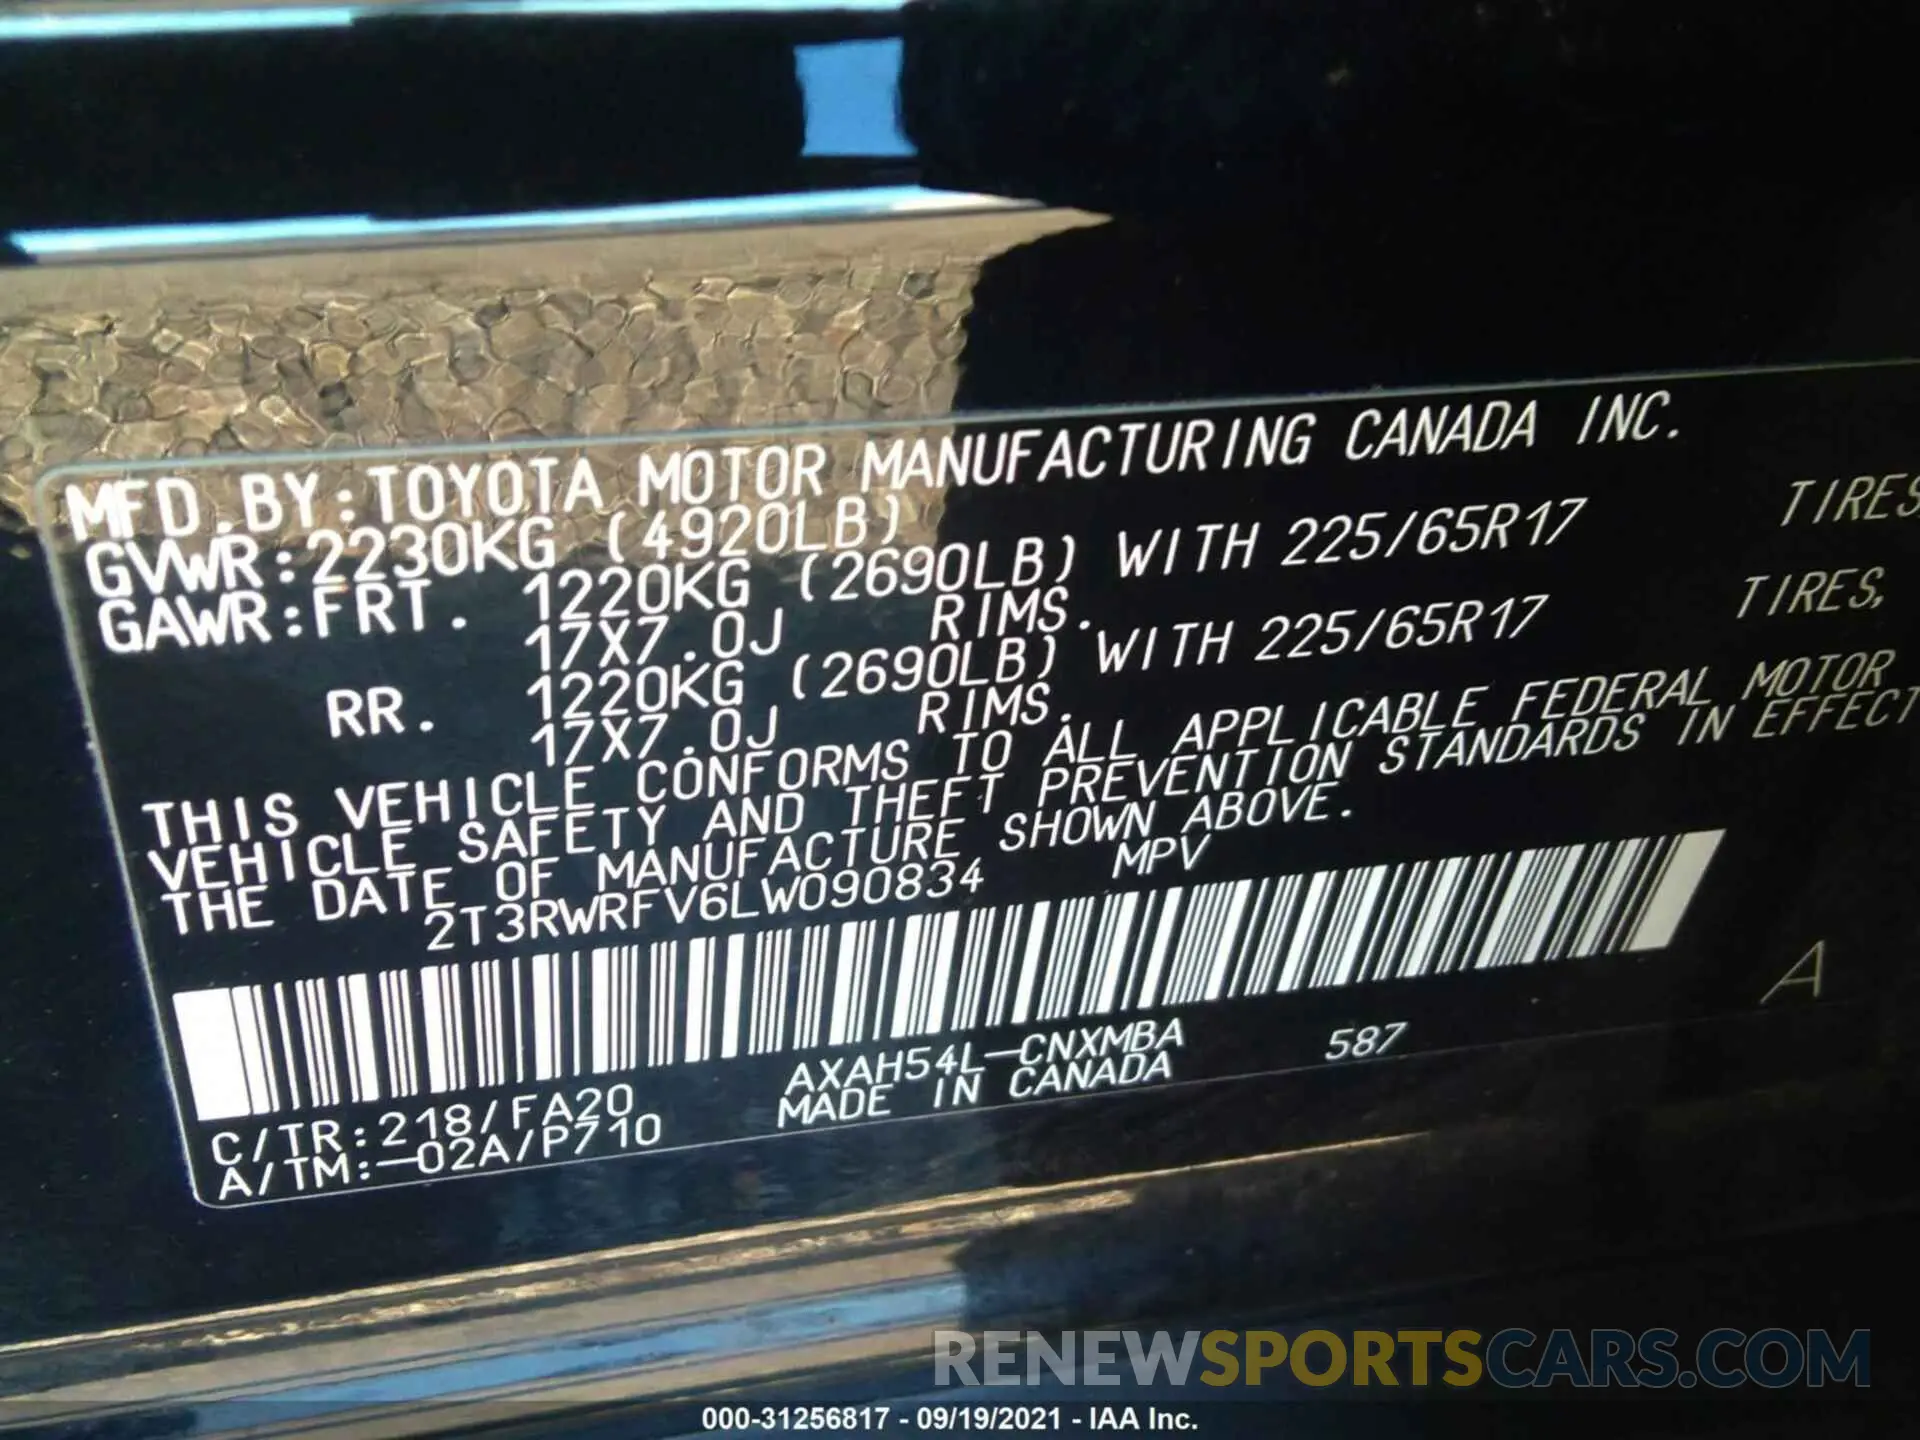 MFD.BY:TOYOTA MOTOR MANUFACTURING CANADA INC.
GVWR:2230KG (4920LB)
GAWR:FRT. 1220KG (2690LB) WITH 225/65R17 TIRES
17X7.0J RIMS.
RR. 1220KG (2690LB) WITH 225/65R17 TIRES,
17X7.0J RIMS.
THIS VEHICLE CONFORMS TO ALL APPLICABLE FEDERAL MOTOR
VEHICLE SAFETY AND THEFT PREVENTION STANDARDS IN EFFECT
THE DATE OF MANUFACTURE SHOWN ABOVE.
2T3RWRFV6LW090834 MPV
A
AXAH54L-CNXMBA 587
MADE IN CANADA
C/TR:218/FA20
A/TM:-02A/P710
RENEWSPORTSCARS.COM
000-31256817 - 09/19/2021 - IAA Inc.